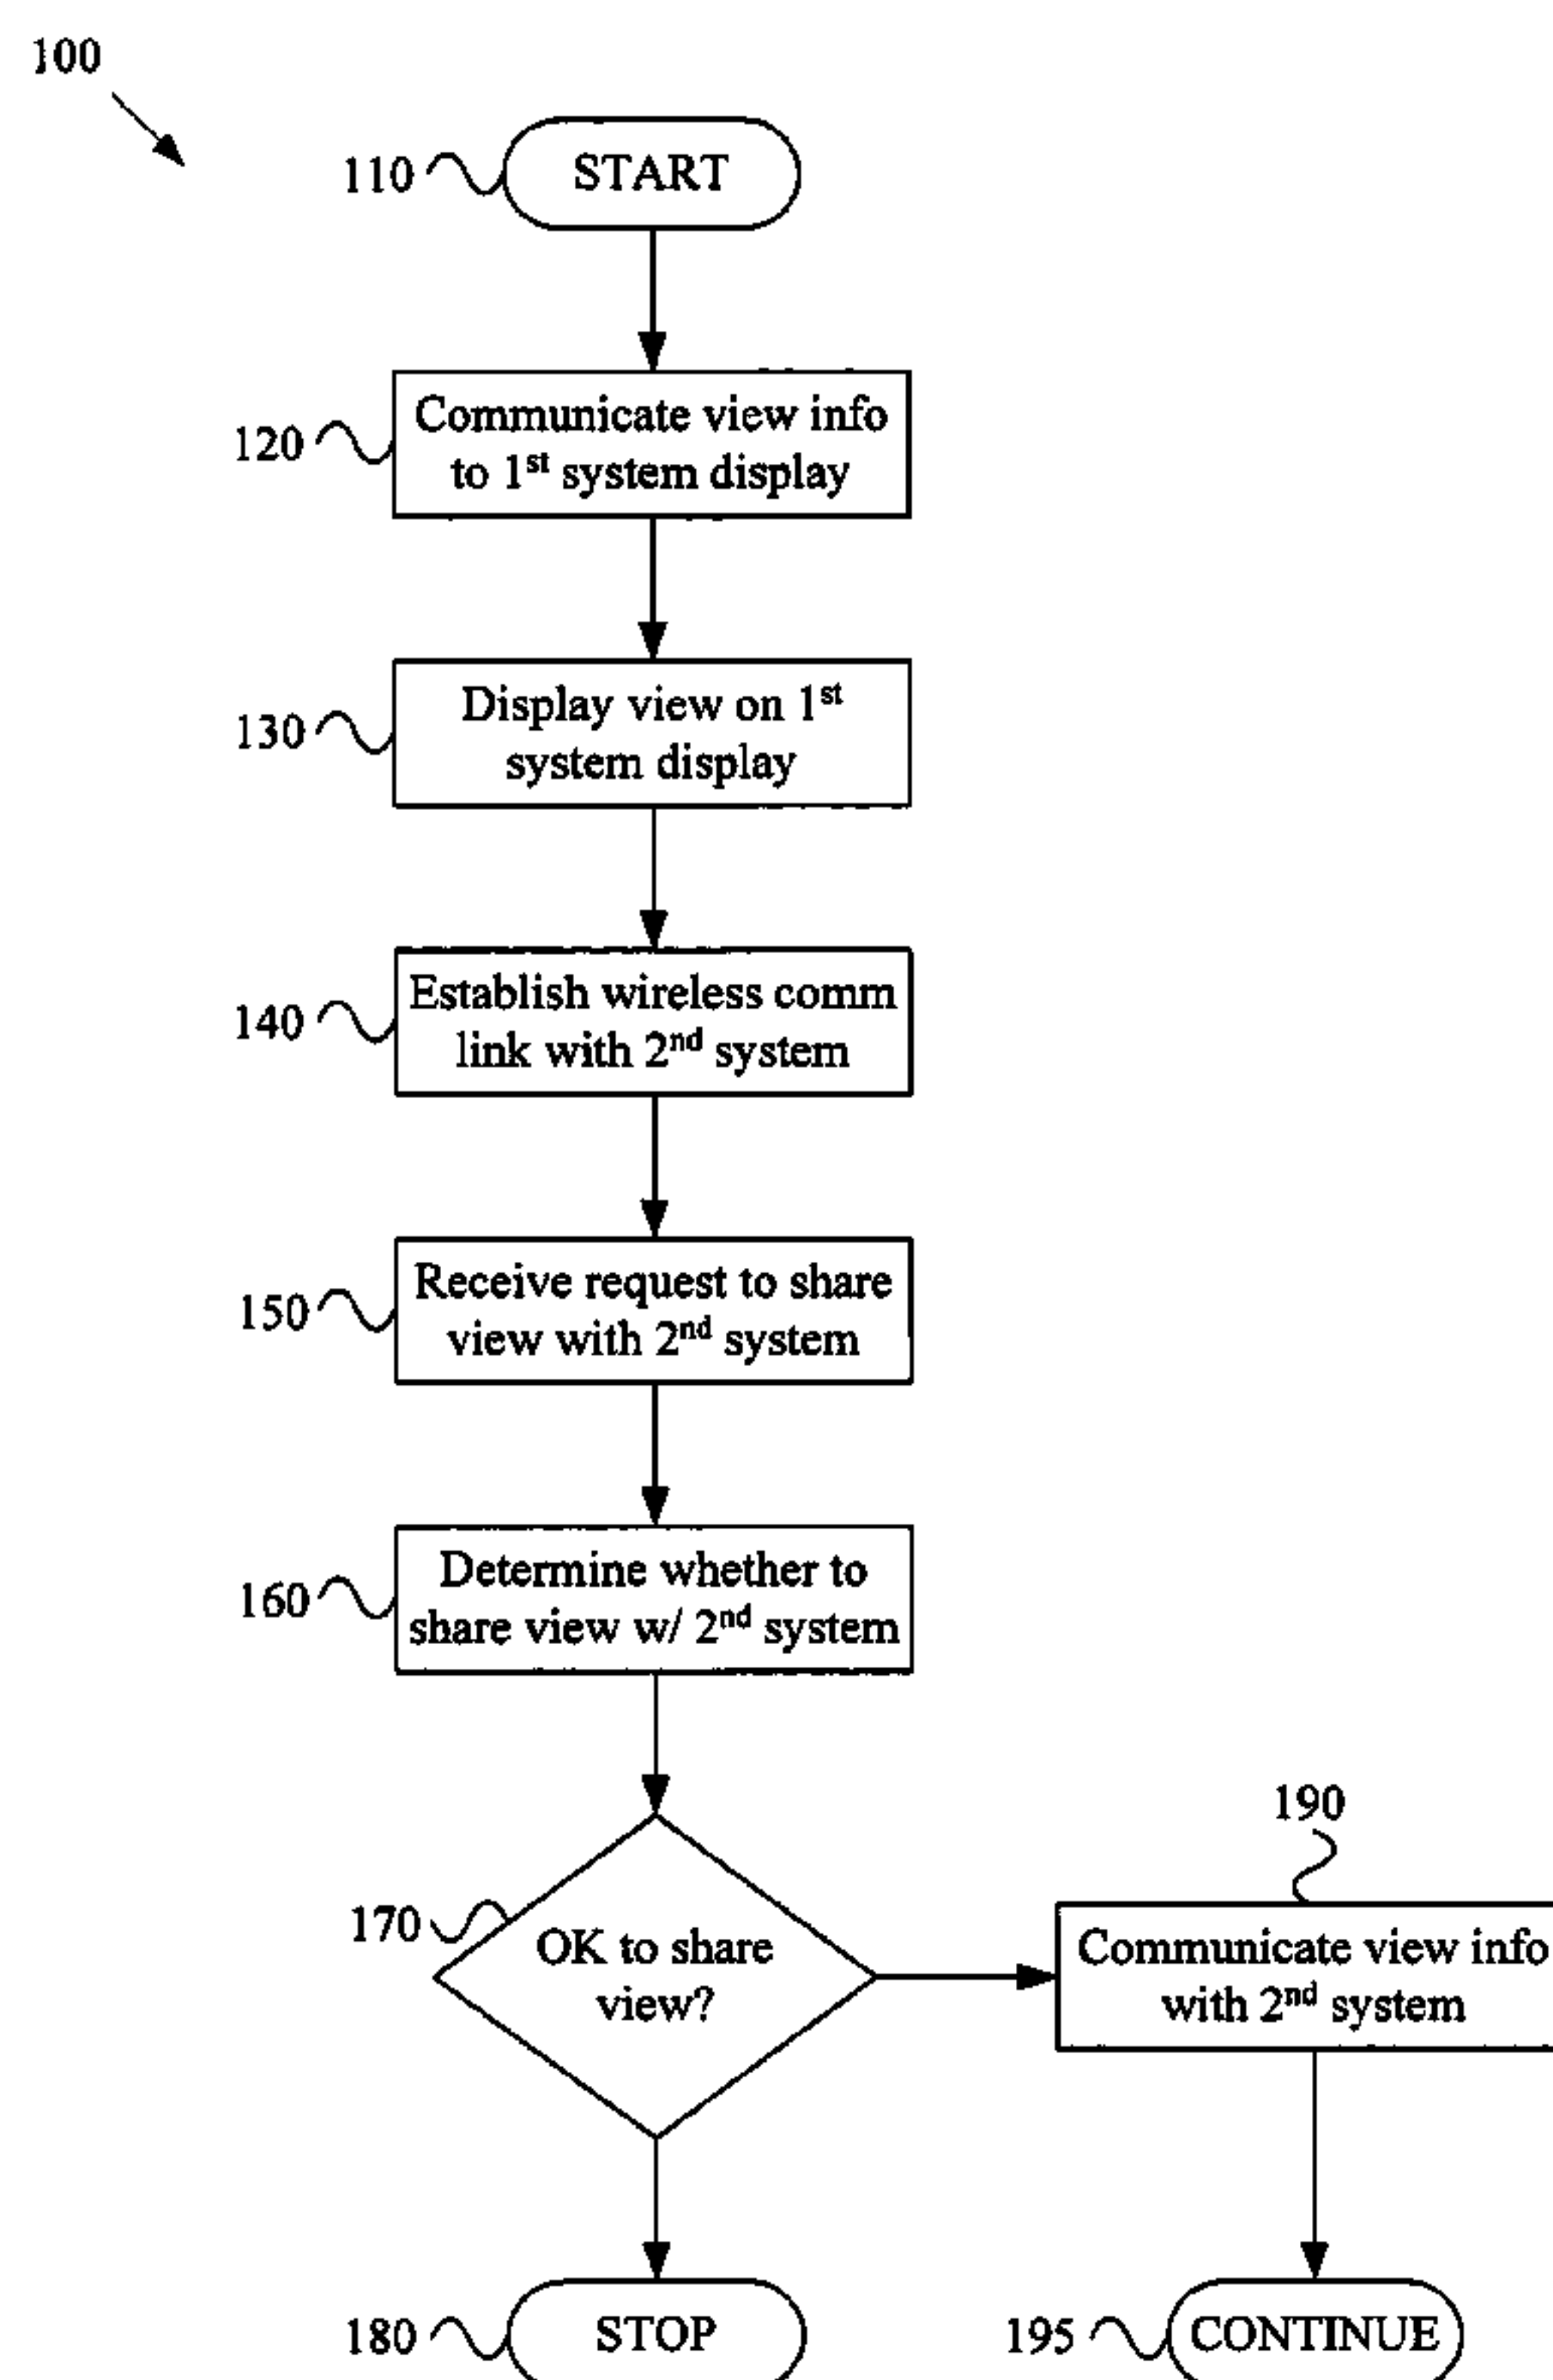 100
110
START
120
Communicate view info
to 1st system display
130
Display view on 1st
system display
140
Establish wireless comm
link with 2nd system
150
Receive request to share
view with 2nd system
160
Determine whether to
share view w/ 2nd system
170
OK to share
view?
190
Communicate view info
with 2nd system
180
STOP
195
CONTINUE